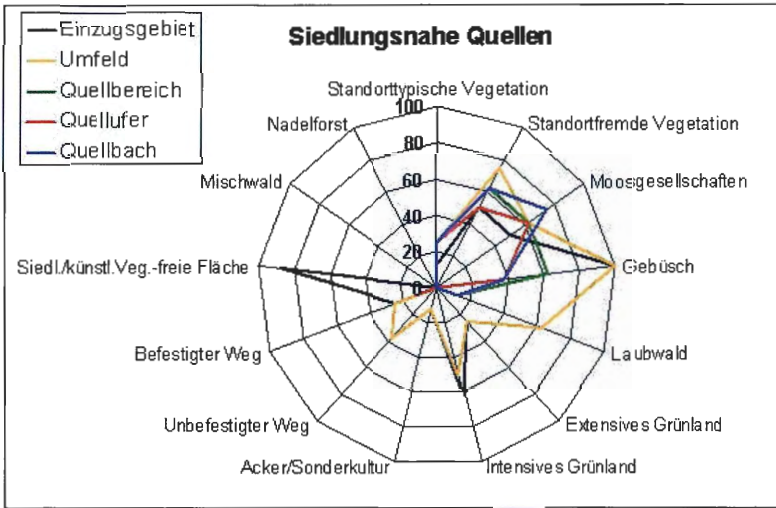 Siedlungsnahe Quellen
Einzugsgebiet
Umfeld
Quellbereich
Quellufer
Quellbach
Standorttypische Vegetation
Standortfremde Vegetation
Moosgesellschaften
Gebüsch
Laubwald
Extensives Grünland
Intensives Grünland
Acker/Sonderkultur
Unbefestigter Weg
Befestigter Weg
Siedl./künstl.Veg.-freie Fläche
Mischwald
Nadelforst
100
80
60
40
20
0